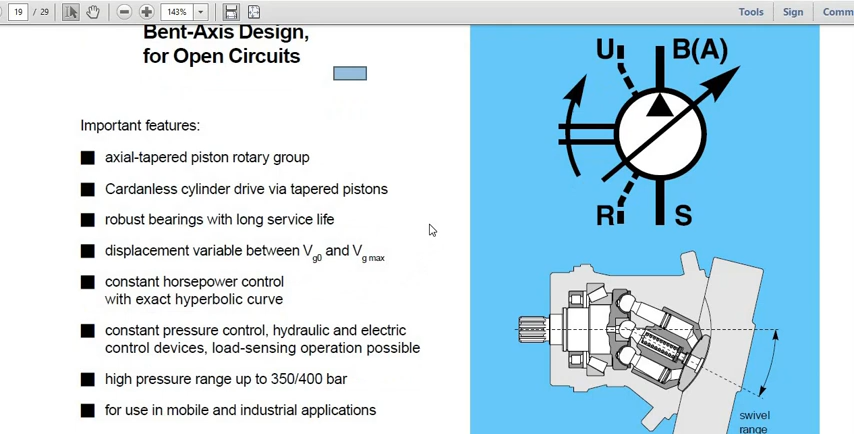 19 / 29
143%
Tools
Sign
Comm
Bent-Axis Design,
for Open Circuits
Important features:
axial-tapered piston rotary group
Cardanless cylinder drive via tapered pistons
robust bearings with long service life
displacement variable between Vg0 and Vg max
constant horsepower control
with exact hyperbolic curve
constant pressure control, hydraulic and electric
control devices, load-sensing operation possible
high pressure range up to 350/400 bar
for use in mobile and industrial applications
U
B(A)
R
S
swivel
range